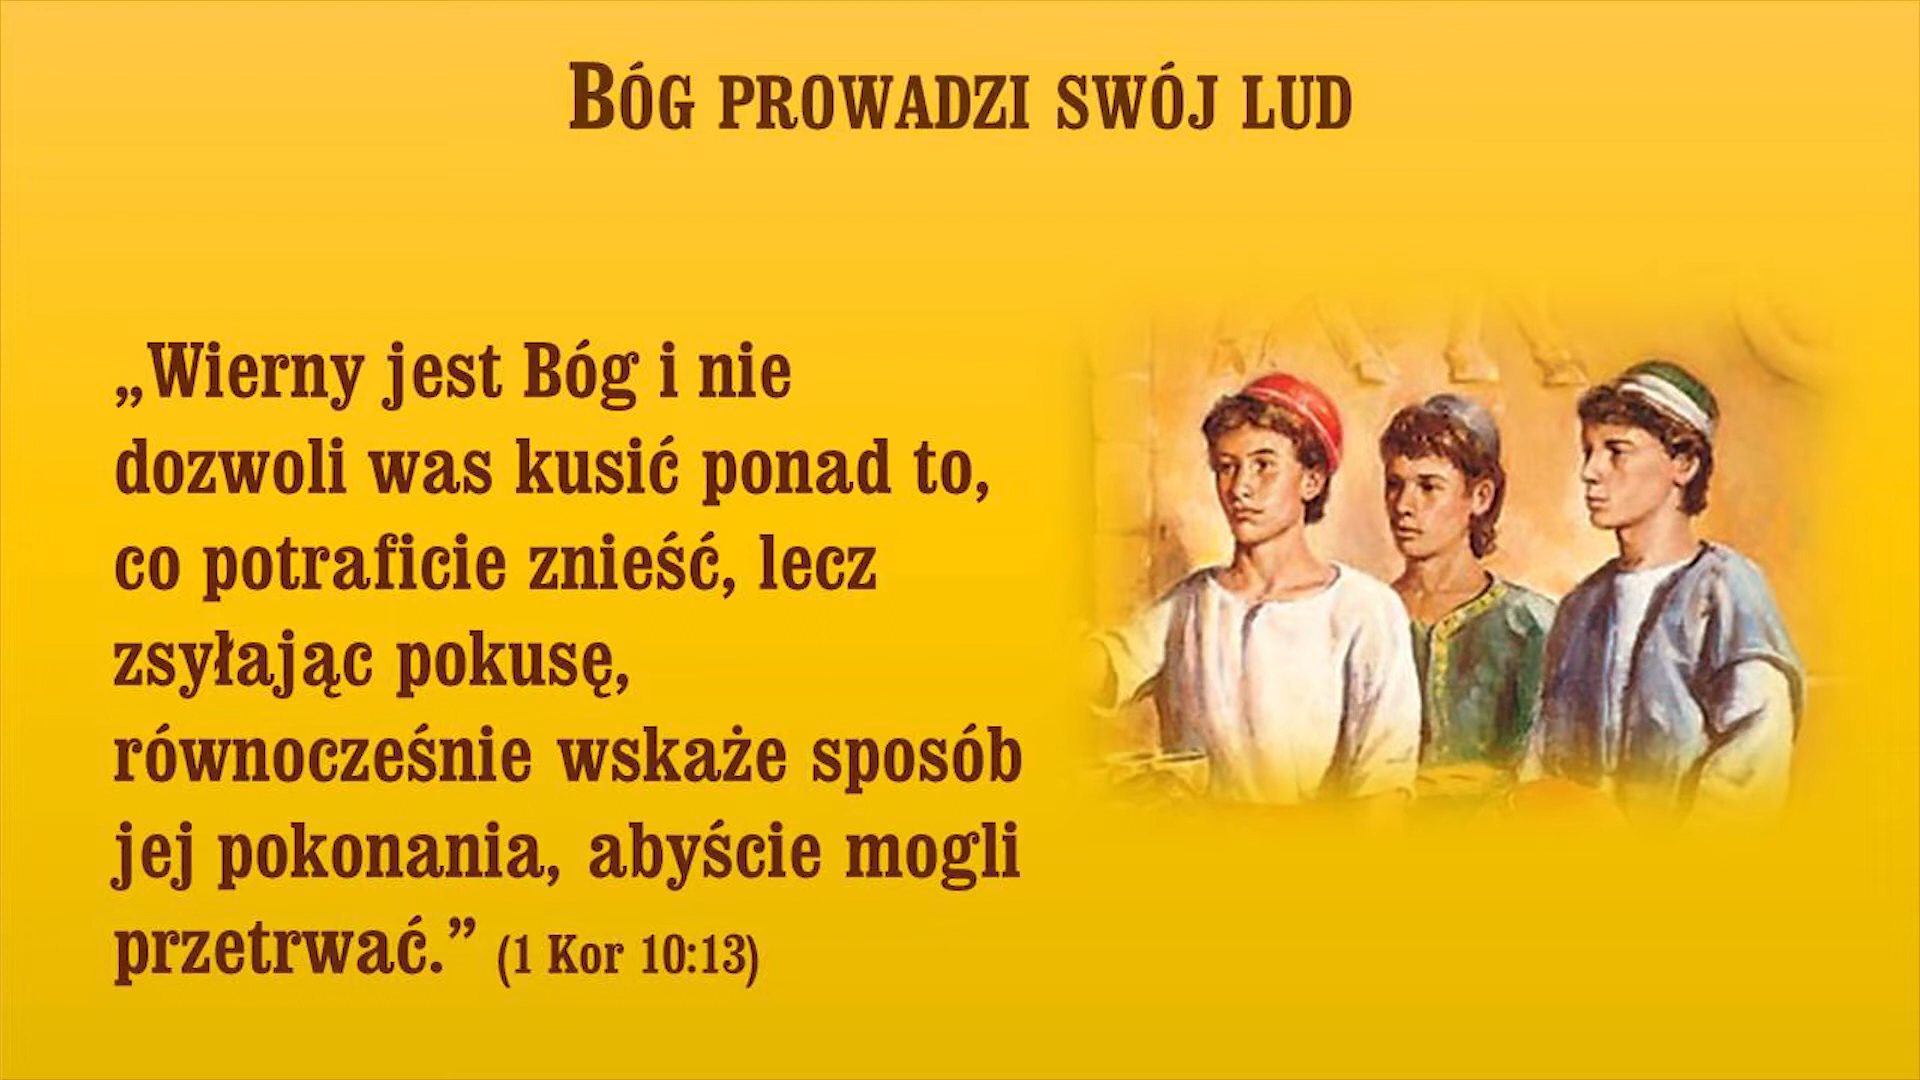 BÓG PROWADZI SWÓJ LUD
„Wierny jest Bóg i nie
dozwoli was kusić ponad to,
co potraficie znieść, lecz
zsyłając pokusę,
równocześnie wskaże sposób
jej pokonania, abyście mogli
przetrwać.” (1 Kor 10:13)